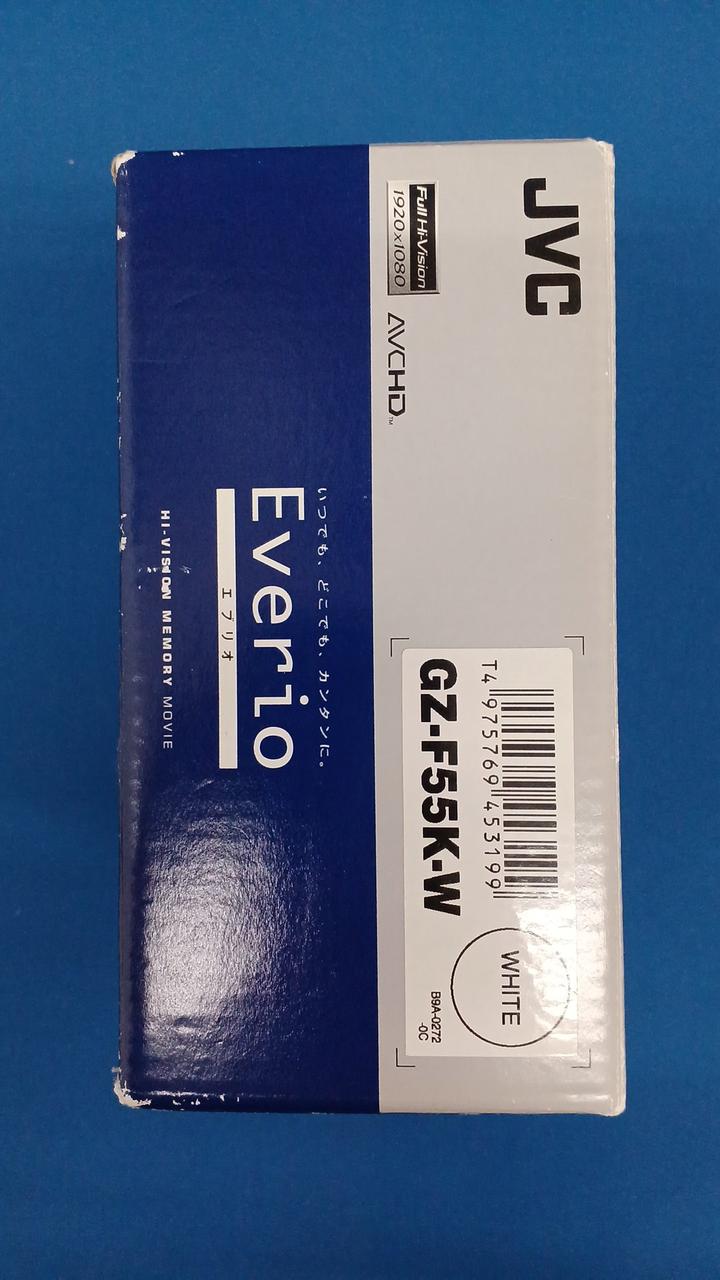 JVC
Full Hi-Vision
1920x1080
AVCHD™
T4 975769 453199
GZ-F55K-W
WHITE
B9A-0272
-0C
いつでも、どこでも、カンタンに。
Everio
エブリオ
HI-VISION MEMORY MOVIE